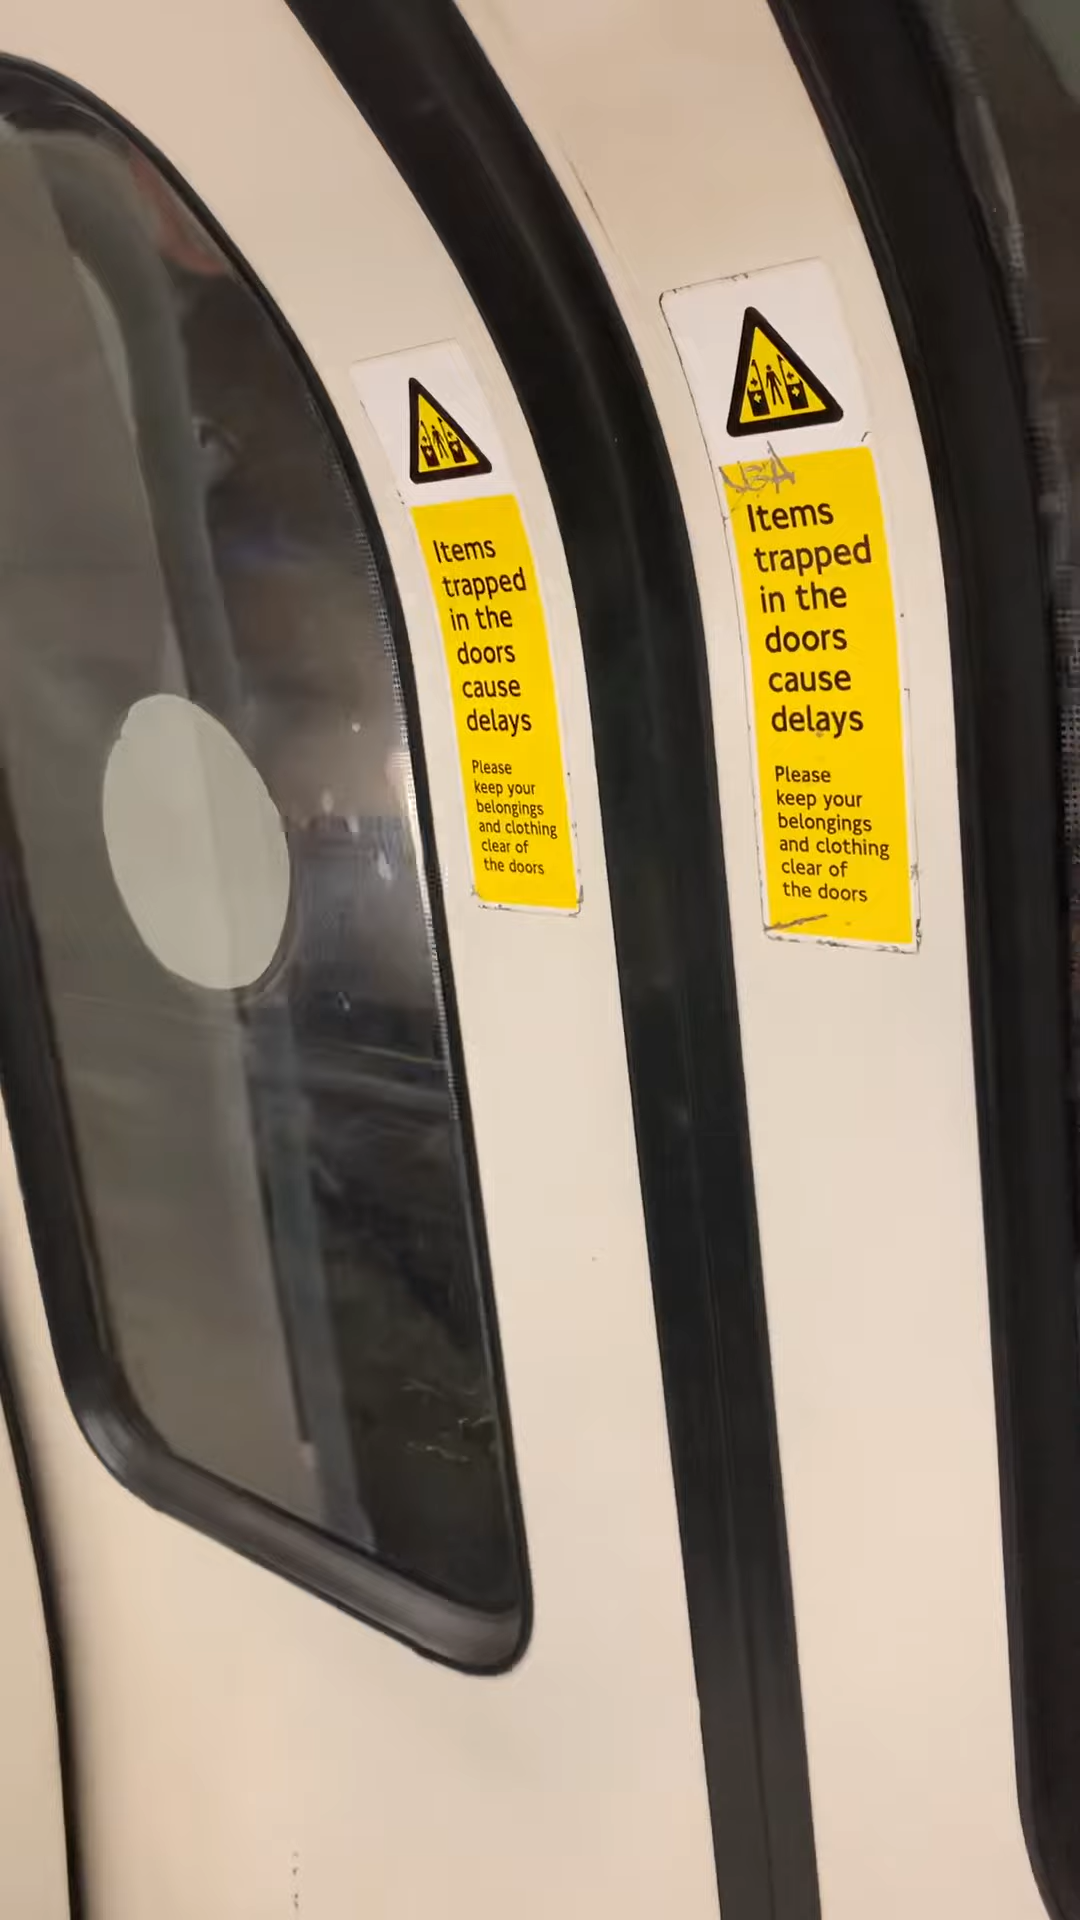 Items
trapped
in the
doors
cause
delays
Please
keep your
belongings
and clothing
clear of
the doors
Items
trapped
in the
doors
cause
delays
Please
keep your
belongings
and clothing
clear of
the doors